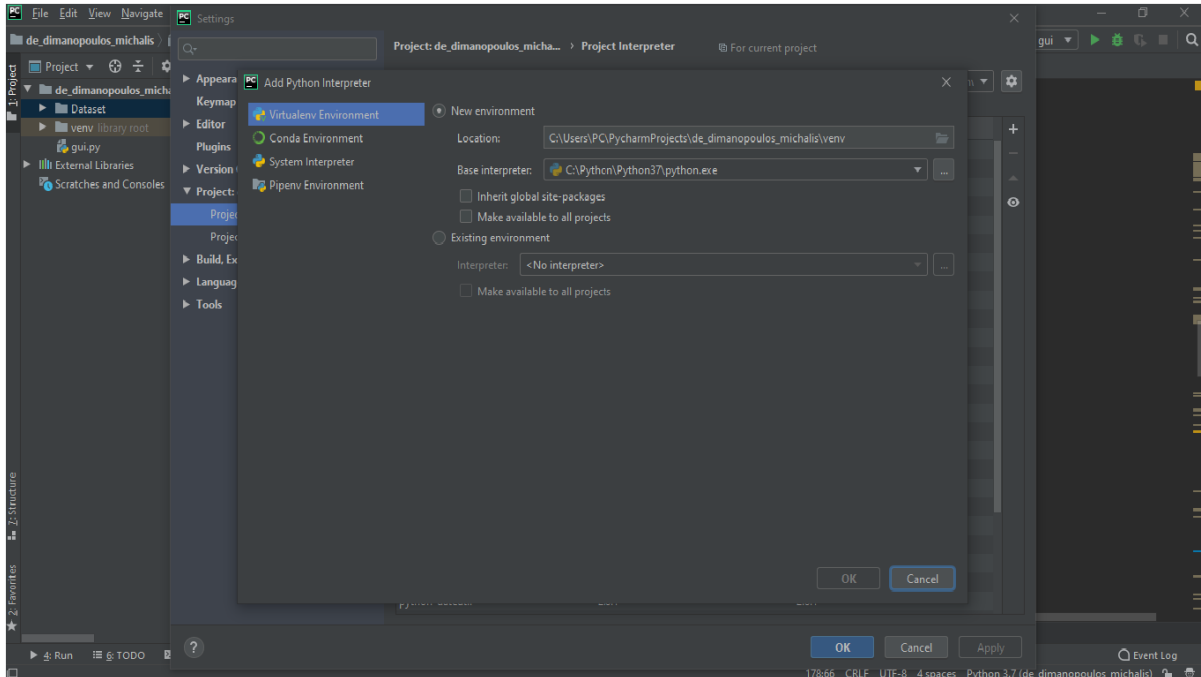 File Edit View Navigate
Settings
de_dimanopoulos_michalis
gui
Project: de_dimanopoulos_micha... › Project Interpreter
For current project
Project
1: Project
de_dimanopoulos_micha
Dataset
venv library root
gui.py
External Libraries
Scratches and Consoles
Appeara
Keymap
Editor
Plugins
Version
Project:
Projec
Projec
Build, Ex
Languag
Tools
Add Python Interpreter
Virtualenv Environment
Conda Environment
System Interpreter
Pipenv Environment
New environment
Location: C:\Users\PC\PycharmProjects\de_dimanopoulos_michalis\venv
Base interpreter: C:\Pythcn\Python37\python.exe
...
Inherit global site-packages
Make available to all projects
Existing environment
Interpreter: <No interpreter>
...
Make available to all projects
OK
Cancel
7: Structure
2: Favorites
?
OK
Cancel
Apply
4: Run
6: TODO
Event Log
178:66 CRLF UTF-8 4 spaces Python 3.7 (de_dimanopoulos_michalis)